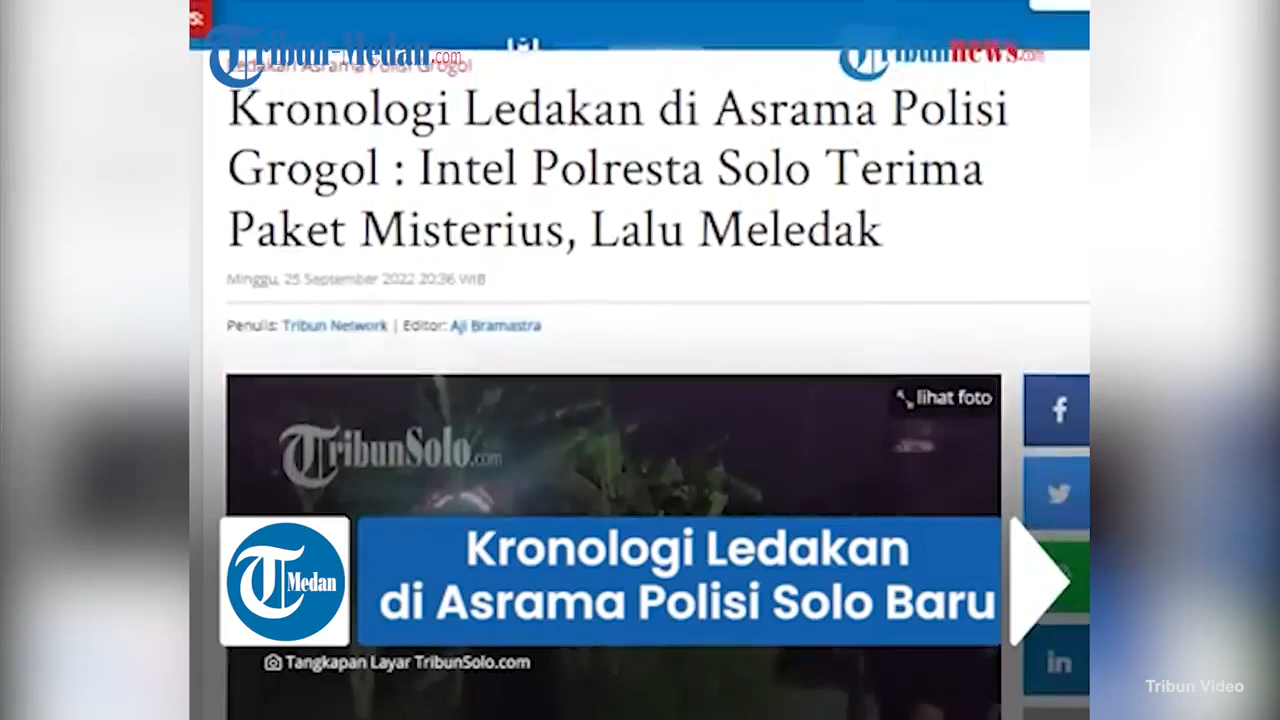 Tribun-Medan.com
Tribunnews.com
Ledakan Asrama Polisi Grogol
Kronologi Ledakan di Asrama Polisi
Grogol : Intel Polresta Solo Terima
Paket Misterius, Lalu Meledak
Minggu, 25 September 2022 20:36 WIB
Penulis: Tribun Network | Editor: Aji Bramastra
lihat foto
TribunSolo.com
Kronologi Ledakan
di Asrama Polisi Solo Baru
T Medan
Tangkapan Layar TribunSolo.com
Tribun Video